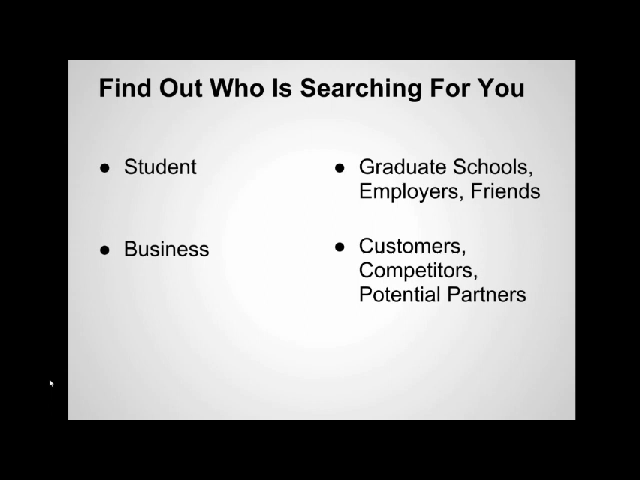 Find Out Who Is Searching For You
● Student
● Graduate Schools,
Employers, Friends
● Business
● Customers,
Competitors,
Potential Partners